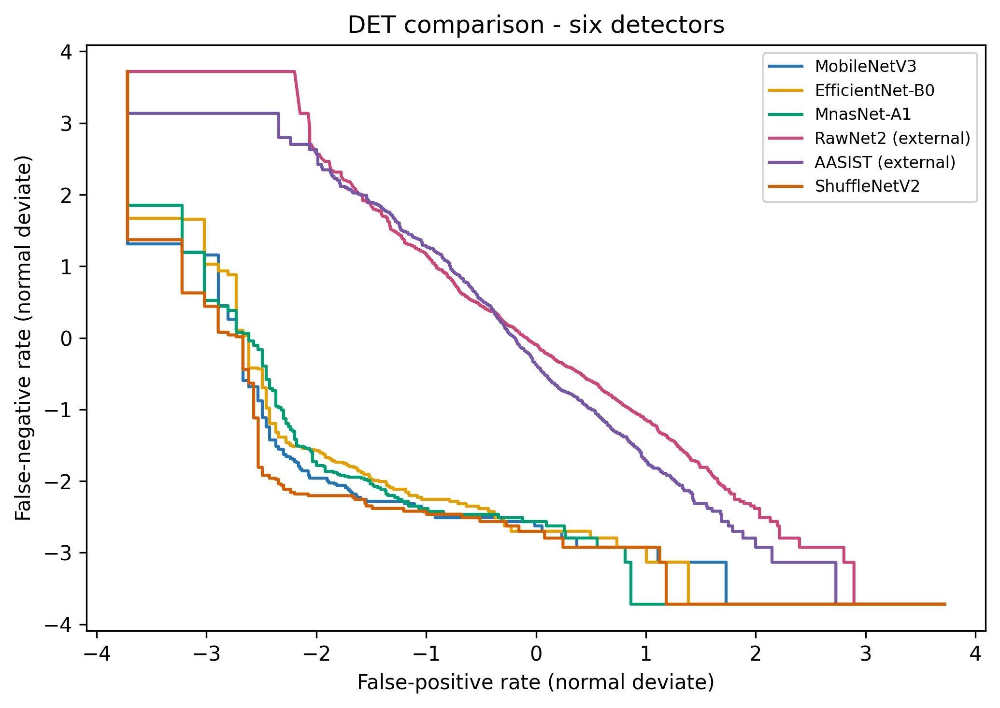 DET comparison - six detectors
False-negative rate (normal deviate)
4
3
2
1
0
−1
−2
−3
−4
MobileNetV3
EfficientNet-B0
MnasNet-A1
RawNet2 (external)
AASIST (external)
ShuffleNetV2
−4 −3 −2 −1 0 1 2 3 4
False-positive rate (normal deviate)